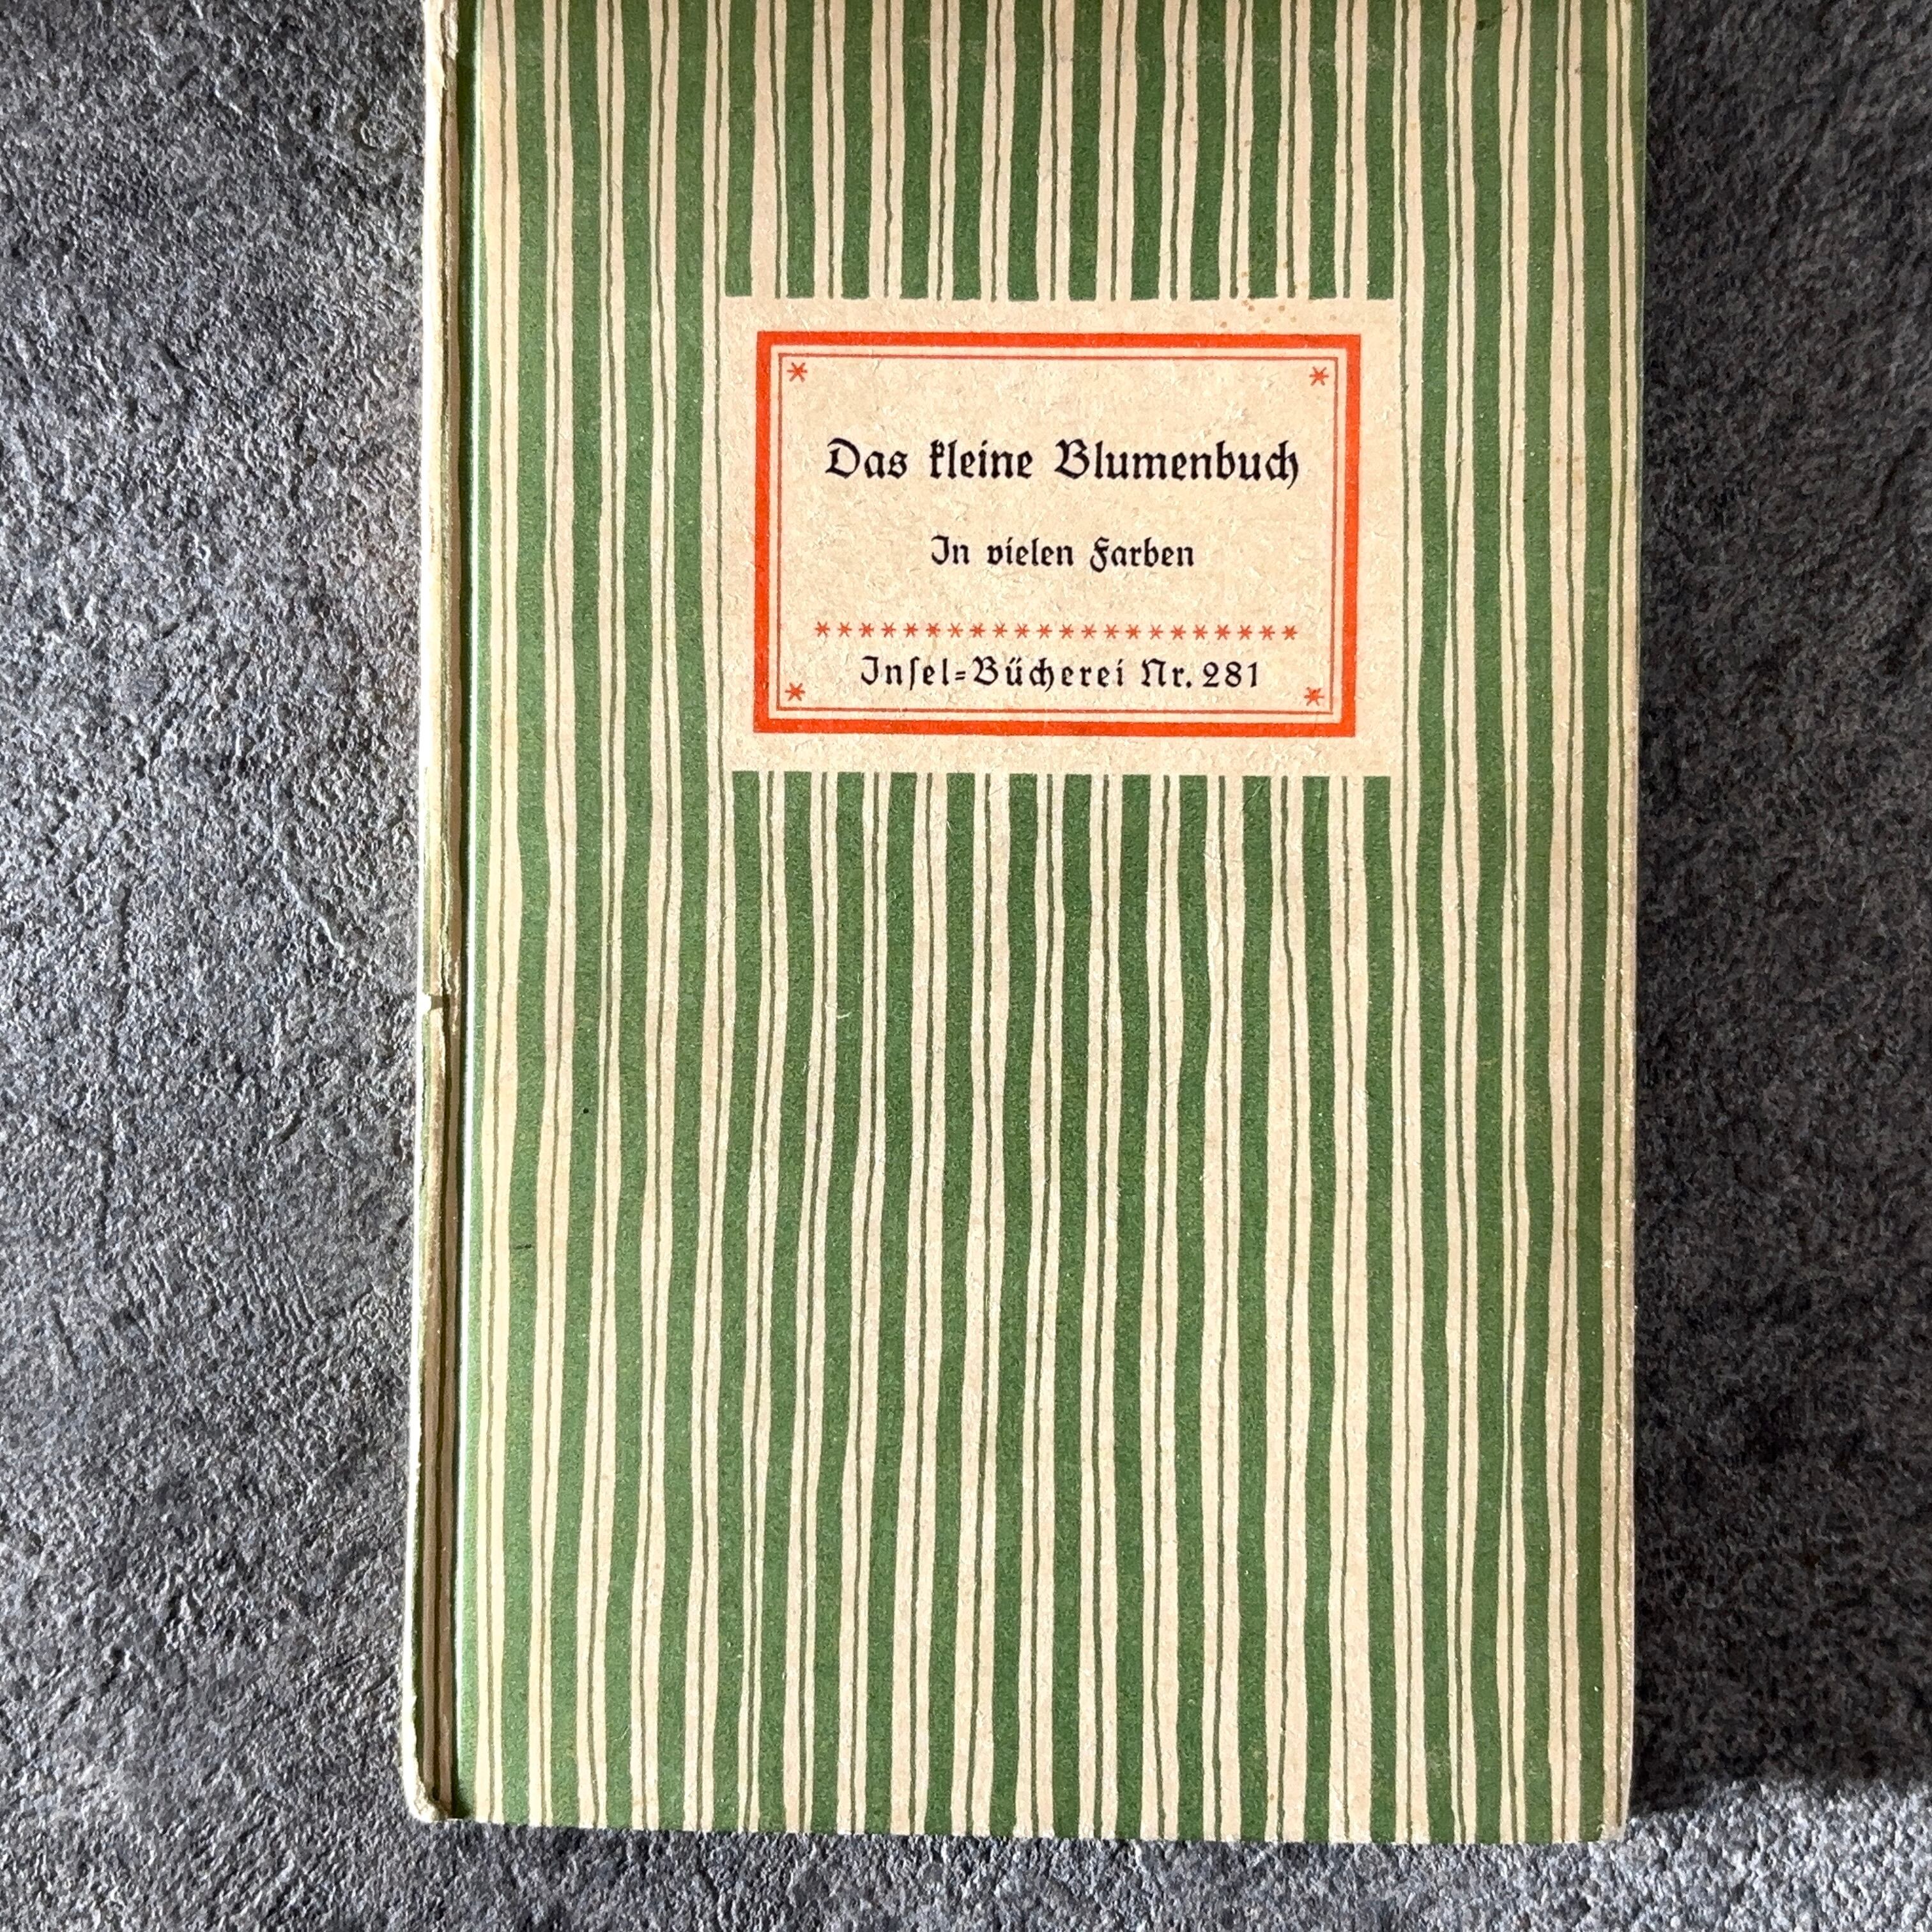 Das kleine Blumenbuch
In vielen Farben
Inſel-Bücherei Nr. 281